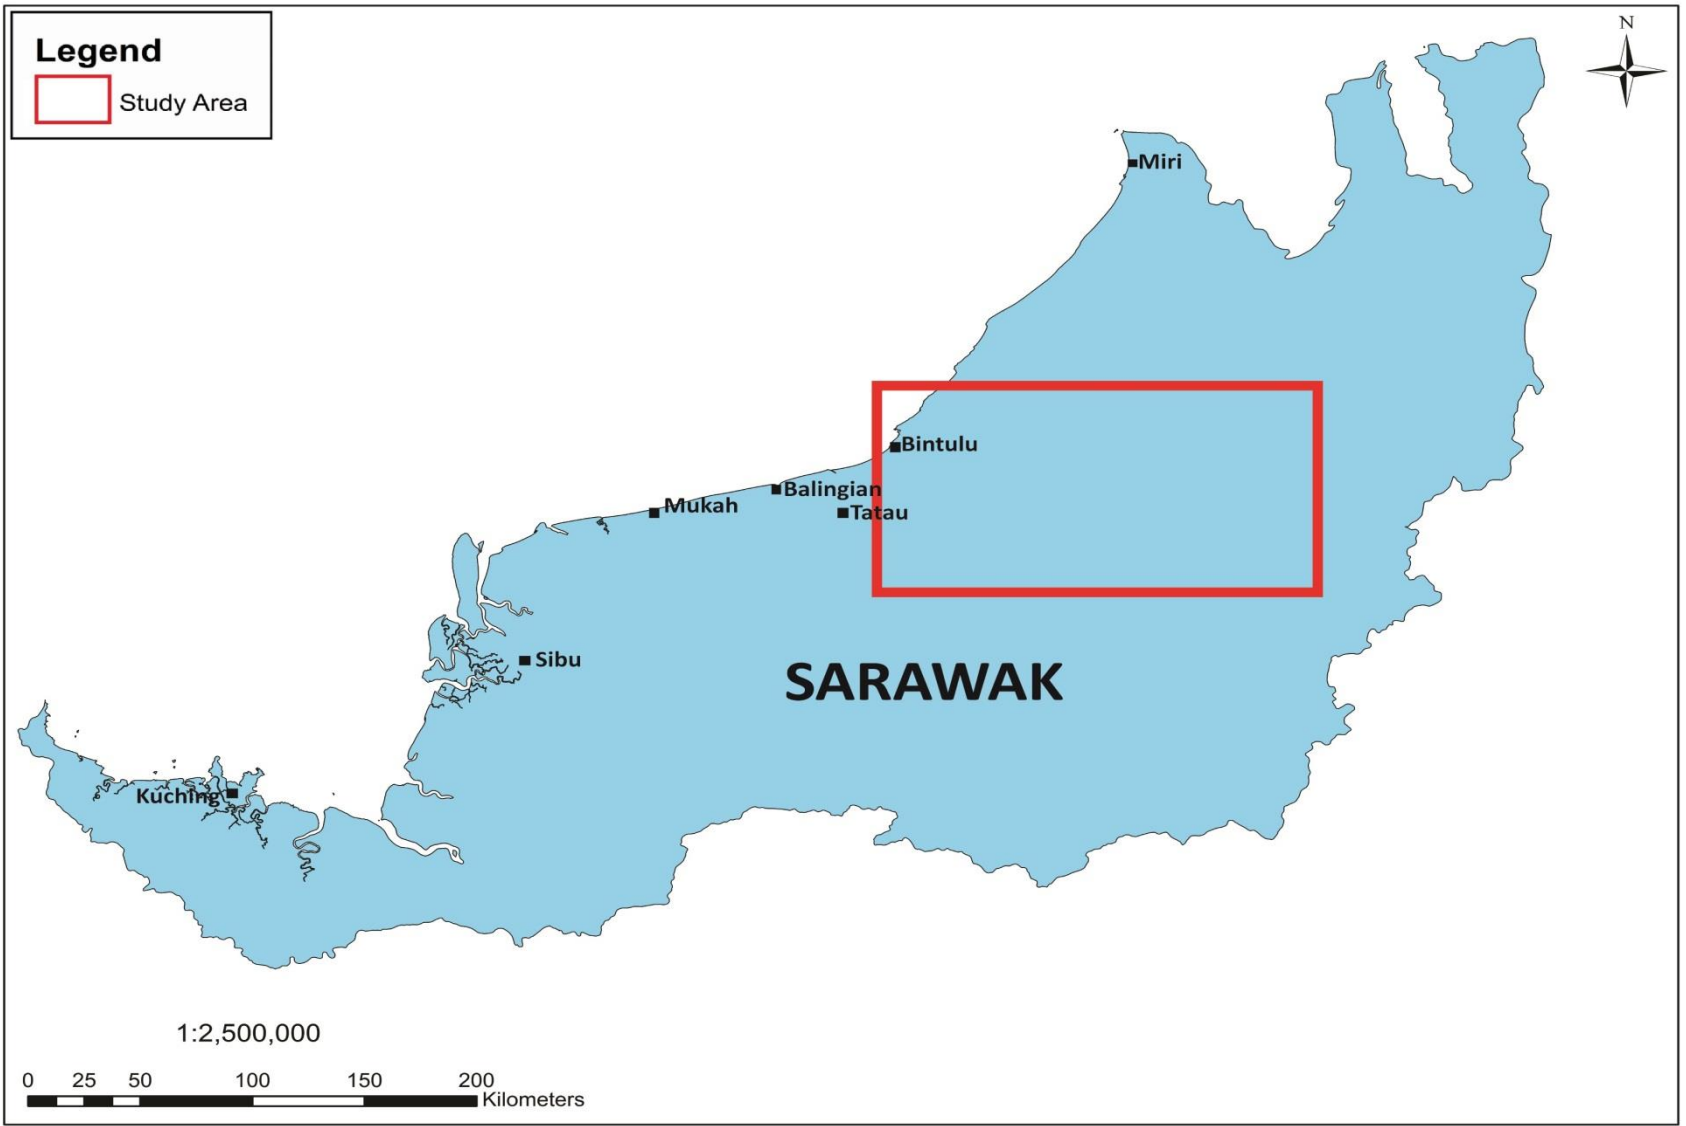 Legend
Study Area
N
Miri
Bintulu
Balingian
Mukah
Tatau
Sibu
SARAWAK
Kuching
1:2,500,000
0 25 50 100 150 200
Kilometers